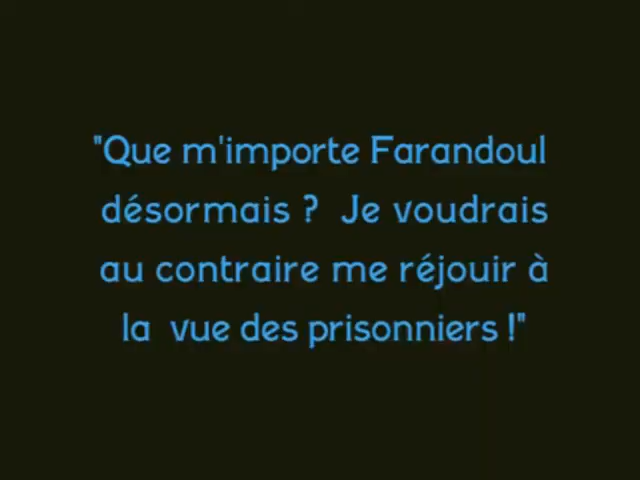 "Que m'importe Farandoul
désormais ? Je voudrais
au contraire me réjouir à
la vue des prisonniers !"